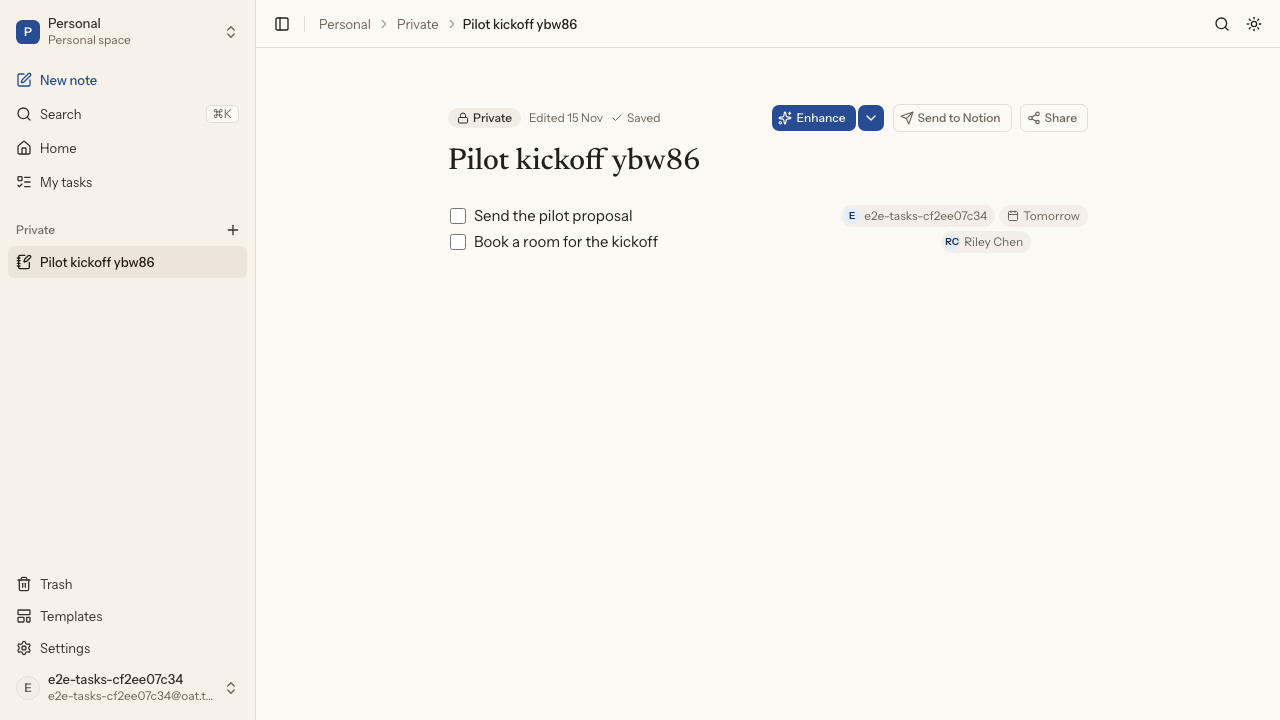 P
Personal
Personal space
New note
Search ⌘K
Home
My tasks
Private
Pilot kickoff ybw86
Trash
Templates
Settings
E
e2e-tasks-cf2ee07c34
e2e-tasks-cf2ee07c34@oat.t…
Personal Private Pilot kickoff ybw86
Private Edited 15 Nov Saved Enhance Send to Notion Share
Pilot kickoff ybw86
Send the pilot proposal E e2e-tasks-cf2ee07c34 Tomorrow
Book a room for the kickoff RC Riley Chen